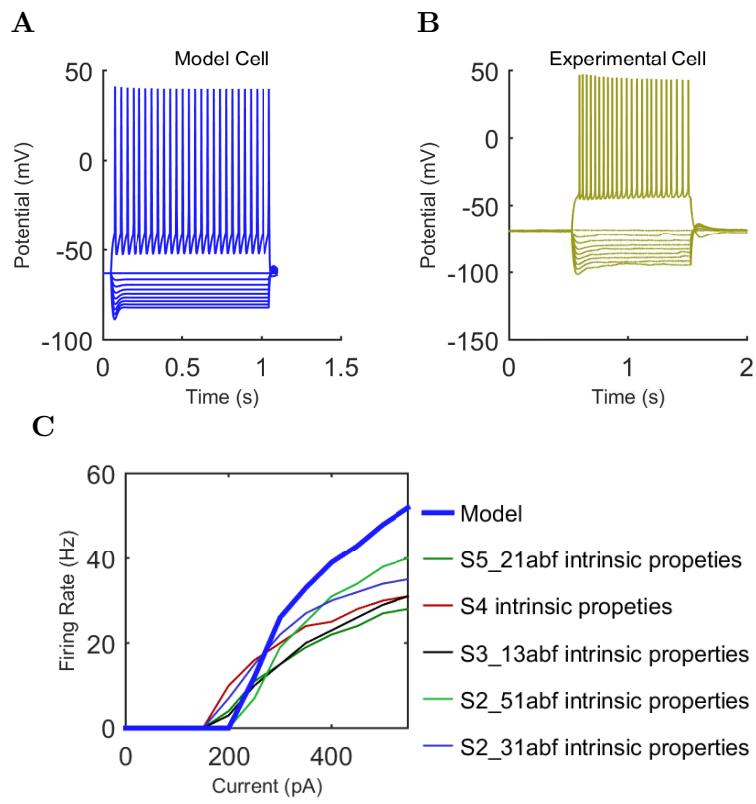 A
Model Cell
50
0
-50
-100
Potential (mV)
0
0.5
1
1.5
Time (s)
B
Experimental Cell
50
0
-50
-100
-150
Potential (mV)
0
1
2
Time (s)
C
60
40
20
0
Firing Rate (Hz)
0
200
400
Current (pA)
Model
S5_21abf intrinsic propeties
S4 intrinsic propeties
S3_13abf intrinsic properties
S2_51abf intrinsic properties
S2_31abf intrinsic properties